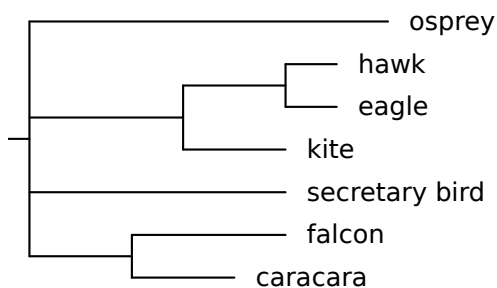 osprey
hawk
eagle
kite
secretary bird
falcon
caracara